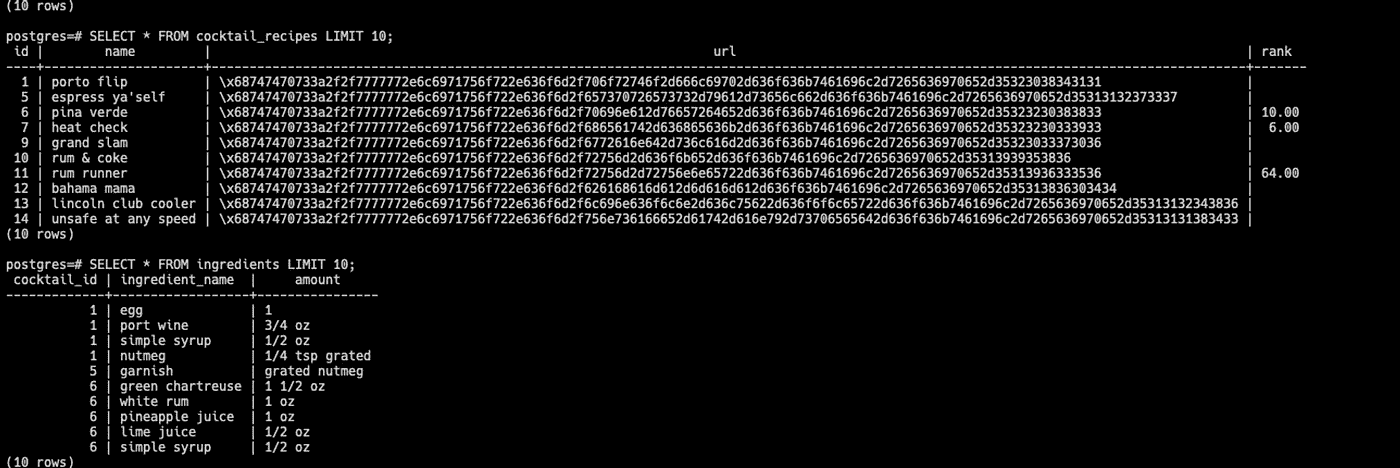 (10 rows)
postgres=# SELECT * FROM cocktail_recipes LIMIT 10;
id | name | url | rank
----+----------------------+-----------------------------------------------------------------------------------------------------------------------------------------+-------
1 | porto flip | \x68747470733a2f2f7777772e6c6971756f722e636f6d2f706f72746f2d666c69702d636f636b7461696c2d7265636970652d35323038343131 |
5 | espress ya'self | \x68747470733a2f2f7777772e6c6971756f722e636f6d2f657370726573732d79612d73656c662d636f636b7461696c2d7265636970652d35313132373337 |
6 | pina verde | \x68747470733a2f2f7777772e6c6971756f722e636f6d2f70696e612d76657264652d636f636b7461696c2d7265636970652d35323230383833 | 10.00
7 | heat check | \x68747470733a2f2f7777772e6c6971756f722e636f6d2f686561742d636865636b2d636f636b7461696c2d7265636970652d35323230333933 | 6.00
9 | grand slam | \x68747470733a2f2f7777772e6c6971756f722e636f6d2f6772616e642d736c616d2d636f636b7461696c2d7265636970652d35323033373036 |
10 | rum & coke | \x68747470733a2f2f7777772e6c6971756f722e636f6d2f72756d2d636f6b652d636f636b7461696c2d7265636970652d35313939353836 |
11 | rum runner | \x68747470733a2f2f7777772e6c6971756f722e636f6d2f72756d2d72756e6e65722d636f636b7461696c2d7265636970652d35313936333536 | 64.00
12 | bahama mama | \x68747470733a2f2f7777772e6c6971756f722e636f6d2f626168616d612d6d616d612d636f636b7461696c2d7265636970652d35313836303434 |
13 | lincoln club cooler | \x68747470733a2f2f7777772e6c6971756f722e636f6d2f6c696e636f6c6e2d636c75622d636f6f6c65722d636f636b7461696c2d7265636970652d35313132343836 |
14 | unsafe at any speed | \x68747470733a2f2f7777772e6c6971756f722e636f6d2f756e736166652d61742d616e792d73706565642d636f636b7461696c2d7265636970652d35313131383433 |
(10 rows)
postgres=# SELECT * FROM ingredients LIMIT 10;
cocktail_id | ingredient_name | amount
-------------+------------------+----------------
1 | egg | 1
1 | port wine | 3/4 oz
1 | simple syrup | 1/2 oz
1 | nutmeg | 1/4 tsp grated
5 | garnish | grated nutmeg
6 | green chartreuse | 1 1/2 oz
6 | white rum | 1 oz
6 | pineapple juice | 1 oz
6 | lime juice | 1/2 oz
6 | simple syrup | 1/2 oz
(10 rows)